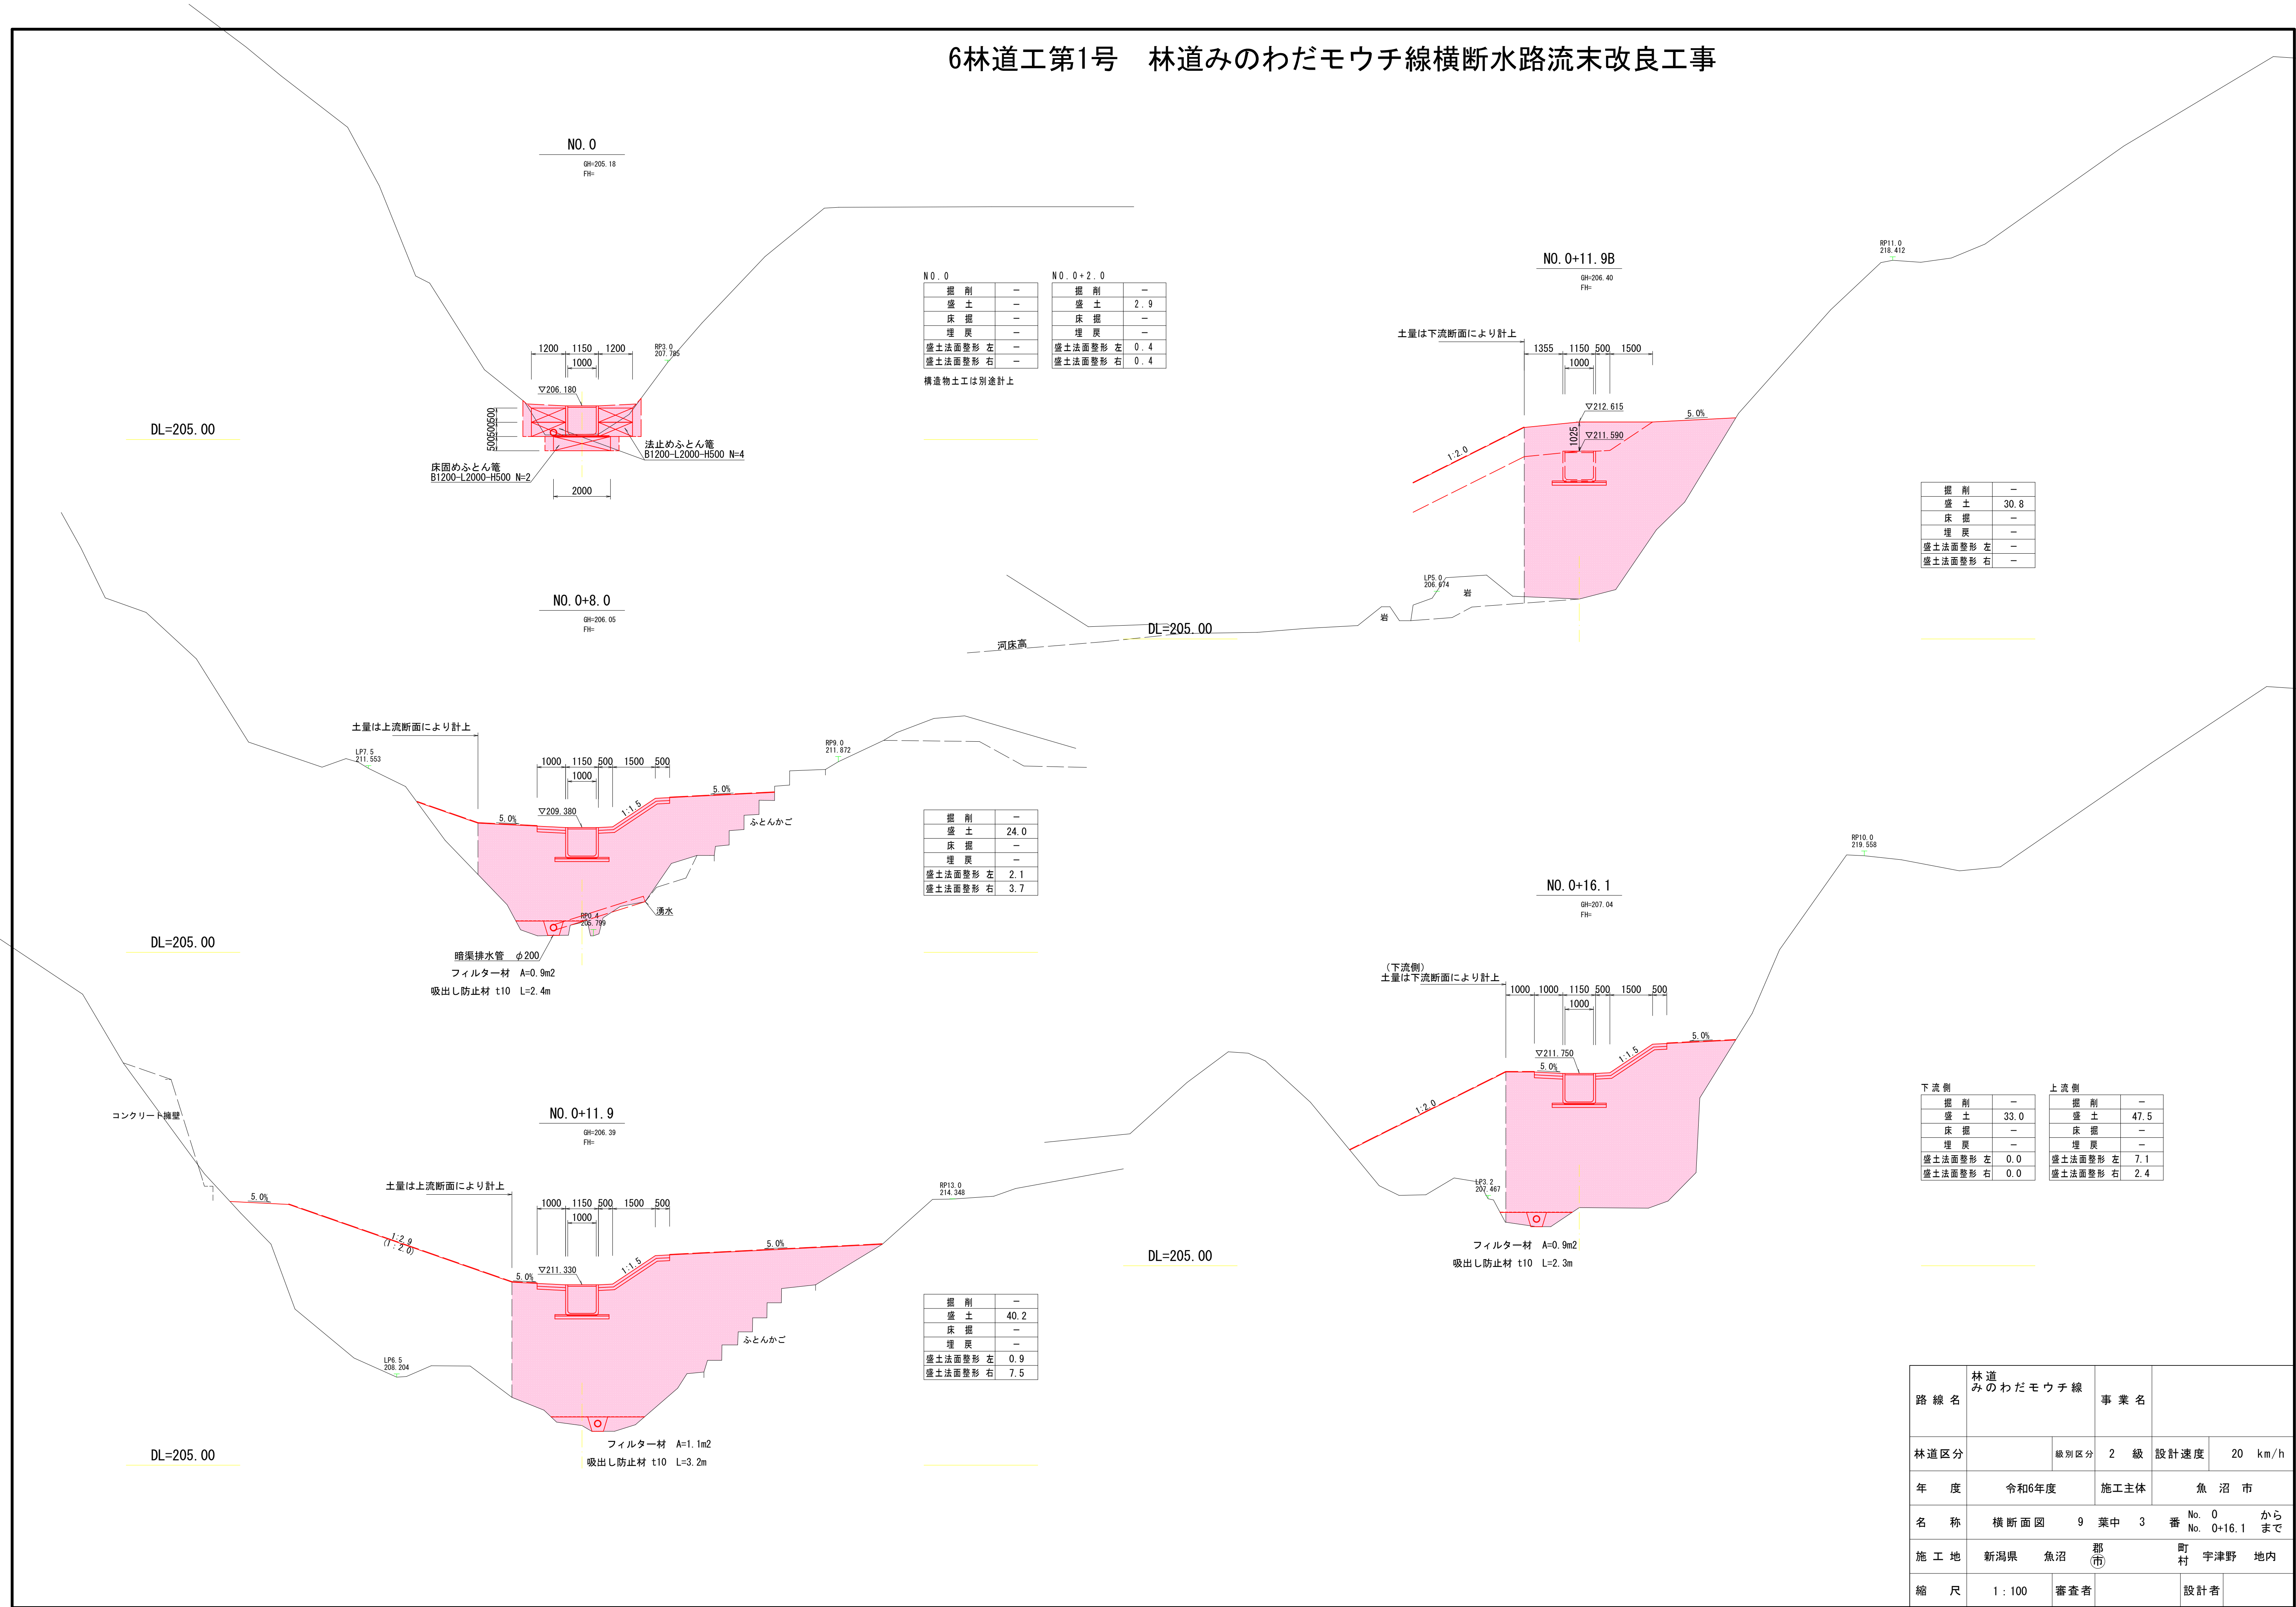 6林道工第1号　林道みのわだモウチ線横断水路流末改良工事
NO.0
GH=205.18
FH=
RP3.0
207.785
1200 1150 1200
1000
▽206.180
500
500
500
DL=205.00
法止めふとん篭
B1200-L2000-H500 N=4
床固めふとん篭
B1200-L2000-H500 N=2
2000
NO.0
掘削 －
盛土 －
床掘 －
埋戻 －
盛土法面整形 左 －
盛土法面整形 右 －
構造物土工は別途計上
NO.0+2.0
掘削 －
盛土 2.9
床掘 －
埋戻 －
盛土法面整形 左 0.4
盛土法面整形 右 0.4
NO.0+8.0
GH=206.05
FH=
土量は上流断面により計上
LP7.5
211.553
RP9.0
211.872
1000 1150 500 1500 500
1000
▽209.380
5.0%
1:1.5
5.0%
ふとんかご
湧水
RP0.4
205.799
DL=205.00
暗渠排水管　φ200
フィルター材　A=0.9m2
吸出し防止材 t10　L=2.4m
掘削 －
盛土 24.0
床掘 －
埋戻 －
盛土法面整形 左 2.1
盛土法面整形 右 3.7
NO.0+11.9
GH=206.39
FH=
コンクリート擁壁
土量は上流断面により計上
RP13.0
214.348
1000 1150 500 1500 500
1000
5.0%
1:2.9
(1:2.0)
5.0%
▽211.330
1:1.5
5.0%
ふとんかご
LP6.5
208.204
DL=205.00
フィルター材　A=1.1m2
吸出し防止材 t10　L=3.2m
掘削 －
盛土 40.2
床掘 －
埋戻 －
盛土法面整形 左 0.9
盛土法面整形 右 7.5
NO.0+11.9B
GH=206.40
FH=
RP11.0
218.412
土量は下流断面により計上
1355 1150 500 1500
1000
▽212.615
5.0%
1025
▽211.590
1:2.0
LP5.0
206.674
岩
岩
DL=205.00
河床高
掘削 －
盛土 30.8
床掘 －
埋戻 －
盛土法面整形 左 －
盛土法面整形 右 －
NO.0+16.1
GH=207.04
FH=
RP10.0
219.558
(下流側)
土量は下流断面により計上
1000 1000 1150 500 1500 500
1000
▽211.750
5.0%
1:1.5
5.0%
1:2.0
LP3.2
207.467
DL=205.00
フィルター材　A=0.9m2
吸出し防止材 t10　L=2.3m
下流側
掘削 －
盛土 33.0
床掘 －
埋戻 －
盛土法面整形 左 0.0
盛土法面整形 右 0.0
上流側
掘削 －
盛土 47.5
床掘 －
埋戻 －
盛土法面整形 左 7.1
盛土法面整形 右 2.4
路線名 林道 みのわだモウチ線 事業名
林道区分 級別区分 2 級 設計速度 20 km/h
年度 令和6年度 施工主体 魚沼市
名称 横断面図 9 葉中 3 番 No. 0 から No. 0+16.1 まで
施工地 新潟県 魚沼 郡市 町村 宇津野 地内
縮尺 1:100 審査者 設計者